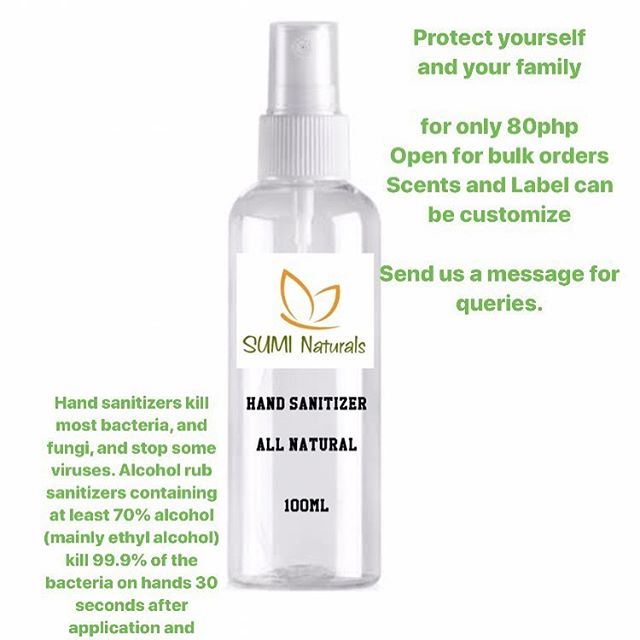 Protect yourself
and your family
for only 80php
Open for bulk orders
Scents and Label can
be customize
Send us a message for
queries.
SUMI Naturals
HAND SANITIZER
ALL NATURAL
100ML
Hand sanitizers kill
most bacteria, and
fungi, and stop some
viruses. Alcohol rub
sanitizers containing
at least 70% alcohol
(mainly ethyl alcohol)
kill 99.9% of the
bacteria on hands 30
seconds after
application and